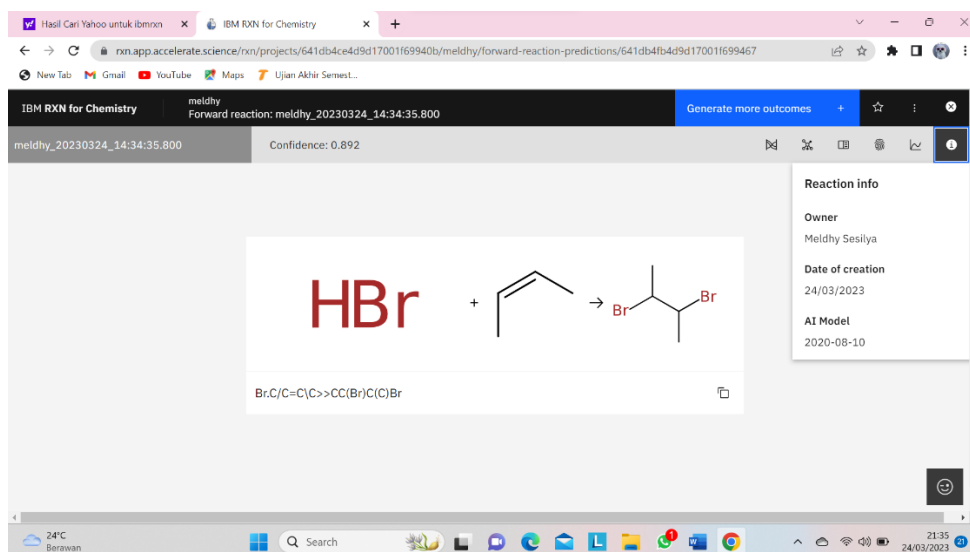 Hasil Cari Yahoo untuk ibmrxn
IBM RXN for Chemistry
rxn.app.accelerate.science/rxn/projects/641db4ce4d9d17001f69940b/meldhy/forward-reaction-predictions/641db4fb4d9d17001f699467
New Tab Gmail YouTube Maps Ujian Akhir Semest...
IBM RXN for Chemistry
meldhy
Forward reaction: meldhy_20230324_14:34:35.800
Generate more outcomes +
meldhy_20230324_14:34:35.800
Confidence: 0.892
Reaction info
Owner
Meldhy Sesilya
Date of creation
24/03/2023
AI Model
2020-08-10
HBr + → Br Br
Br.C/C=C\C>>CC(Br)C(C)Br
24°C
Berawan
Search
21:35
24/03/2023
21